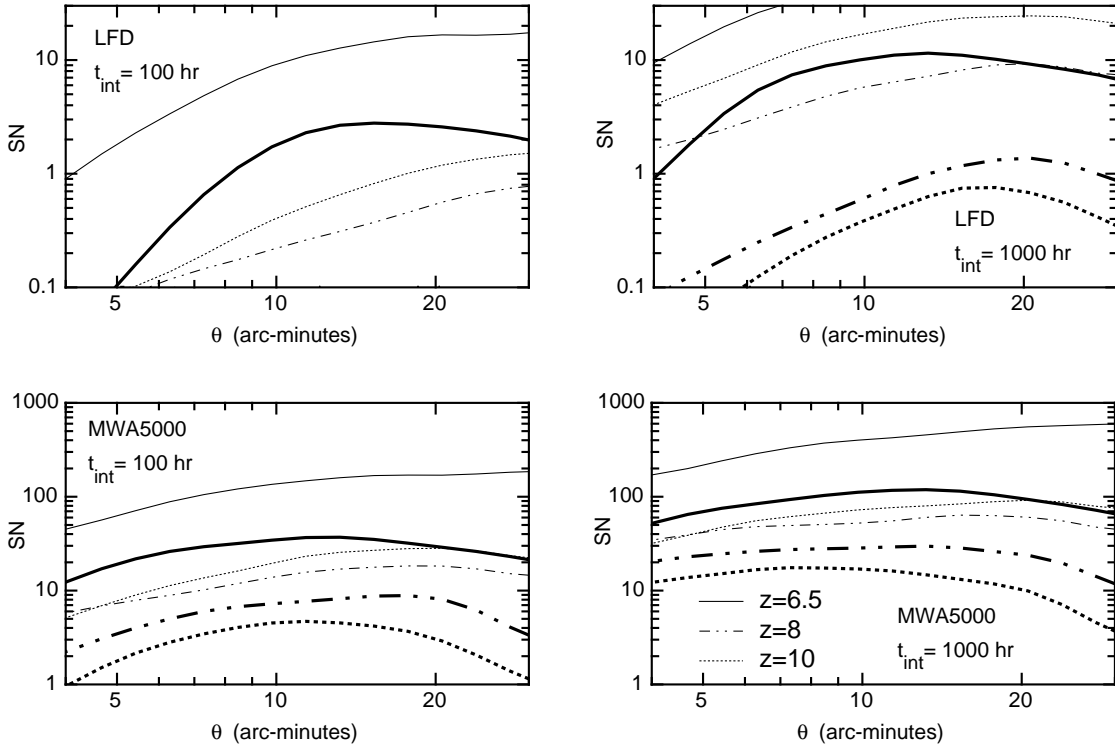 LFD
t_int= 100 hr
SN
10
1
0.1
5
10
20
θ (arc-minutes)
LFD
t_int= 1000 hr
SN
10
1
0.1
5
10
20
θ (arc-minutes)
MWA5000
t_int= 100 hr
SN
1000
100
10
1
5
10
20
θ (arc-minutes)
SN
1000
100
10
1
z=6.5
z=8
z=10
MWA5000
t_int= 1000 hr
5
10
20
θ (arc-minutes)